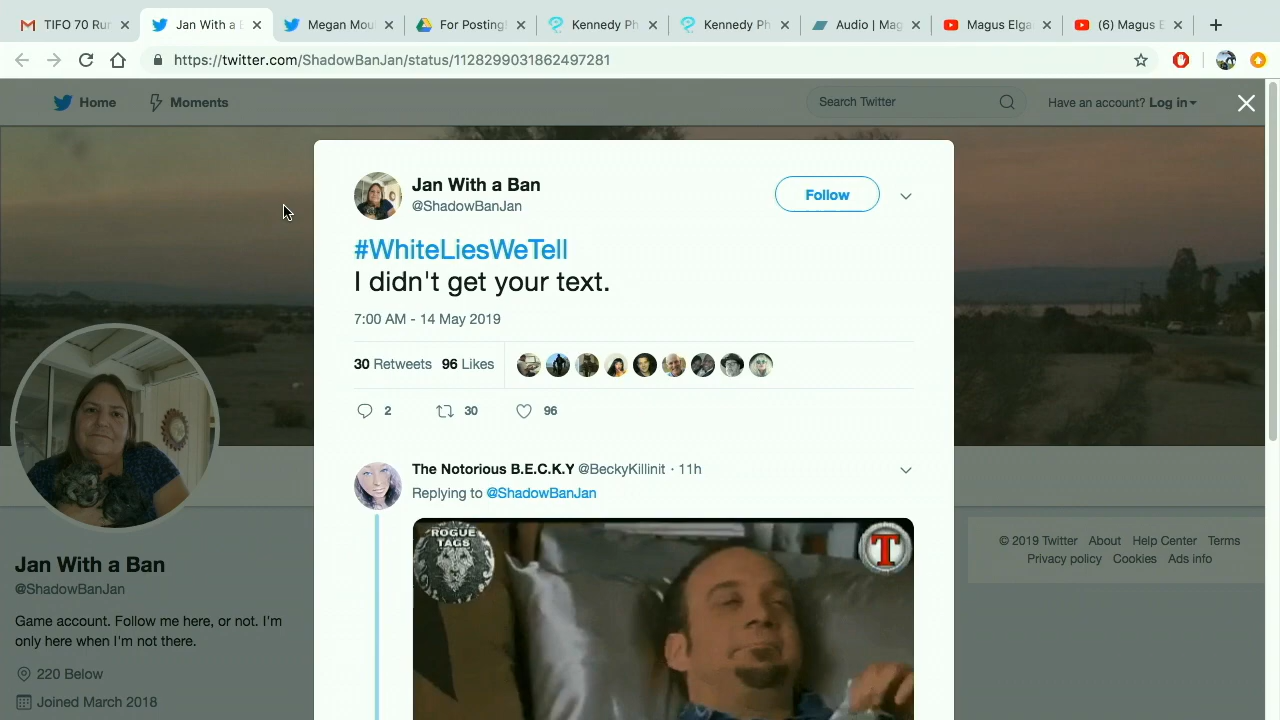 TIFO 70 Rur
Jan With a
Megan Mou
For Posting!
Kennedy Ph
Kennedy Ph
Audio | Mag
Magus Elga
(6) Magus E
https://twitter.com/ShadowBanJan/status/1128299031862497281
Home
Moments
Search Twitter
Have an account? Log in
Jan With a Ban
@ShadowBanJan
Follow
#WhiteLiesWeTell
I didn't get your text.
7:00 AM - 14 May 2019
30 Retweets 96 Likes
2 30 96
The Notorious B.E.C.K.Y @BeckyKillinit · 11h
Replying to @ShadowBanJan
ROGUE
TAGS
T
Jan With a Ban
@ShadowBanJan
Game account. Follow me here, or not. I'm
only here when I'm not there.
220 Below
Joined March 2018
© 2019 Twitter About Help Center Terms
Privacy policy Cookies Ads info